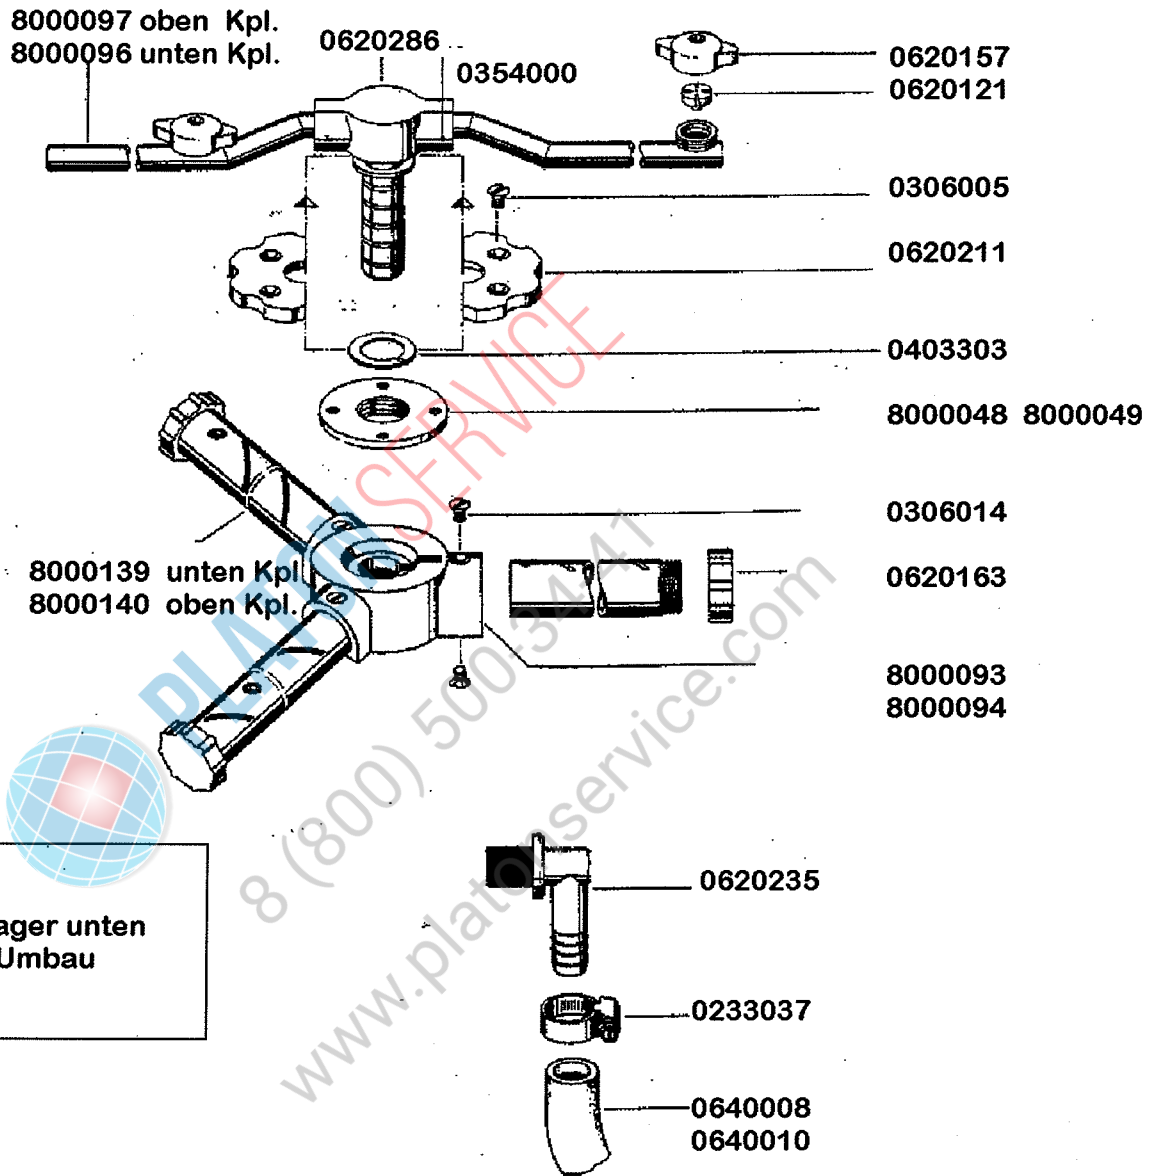 8000097 oben Kpl.
8000096 unten Kpl.
0620286
0354000
0620157
0620121
0306005
0620211
0403303
8000048 8000049
0306014
8000139 unten Kpl
8000140 oben Kpl.
0620163
8000093
8000094
PLATON SERVICE
8 (800) 500-34-41
www.platonservice.com
ager unten
Umbau
0620235
0233037
0640008
0640010